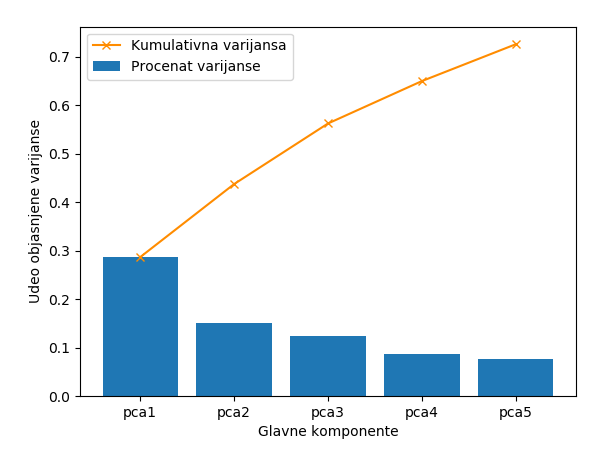 Kumulativna varijansa
Procenat varijanse
0.7
0.6
0.5
0.4
0.3
0.2
0.1
0.0
Udeo objasnjene varijanse
pca1 pca2 pca3 pca4 pca5
Glavne komponente